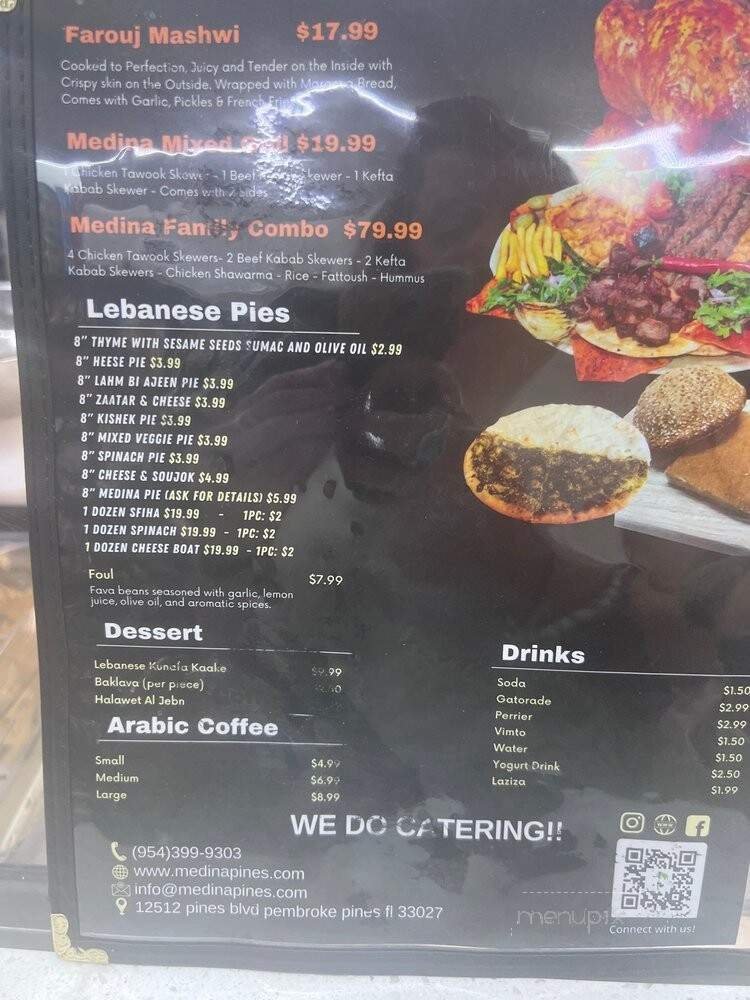 Farouj Mashwi $17.99
Cooked to Perfection, Juicy and Tender on the Inside with
Crispy skin on the Outside. Wrapped with Bread,
Comes with Garlic, Pickles & French Fries
Medina Mixed Grill $19.99
1 Chicken Tawook Skewer - 1 Beef Skewer - 1 Kefta
Kabab Skewer - Comes with 2 Sides
Medina Family Combo $79.99
4 Chicken Tawook Skewers- 2 Beef Kabab Skewers - 2 Kefta
Kabab Skewers - Chicken Shawarma - Rice - Fattoush - Hummus
Lebanese Pies
8" THYME WITH SESAME SEEDS SUMAC AND OLIVE OIL $2.99
8" HEESE PIE $3.99
8" LAHM BI AJEEN PIE $3.99
8" ZAATAR & CHEESE $3.99
8" KISHEK PIE $3.99
8" MIXED VEGGIE PIE $3.99
8" SPINACH PIE $3.99
8" CHEESE & SOUJOK $4.99
8" MEDINA PIE (ASK FOR DETAILS) $5.99
1 DOZEN SFIHA $19.99 - 1PC: $2
1 DOZEN SPINACH $19.99 - 1PC: $2
1 DOZEN CHEESE BOAT $19.99 - 1PC: $2
Foul $7.99
Fava beans seasoned with garlic, lemon
juice, olive oil, and aromatic spices.
Dessert
Lebanese Kunafa Kaake $9.99
Baklava (per piece)
Halawet Al Jebn
Arabic Coffee
Small $4.99
Medium $6.99
Large $8.99
Drinks
Soda $1.50
Gatorade $2.99
Perrier $2.99
Vimto $1.50
Water $1.50
Yogurt Drink $2.50
Laziza $1.99
WE DO CATERING!!
(954)399-9303
www.medinapines.com
info@medinapines.com
12512 pines blvd pembroke pines fl 33027
menupix
Connect with us!